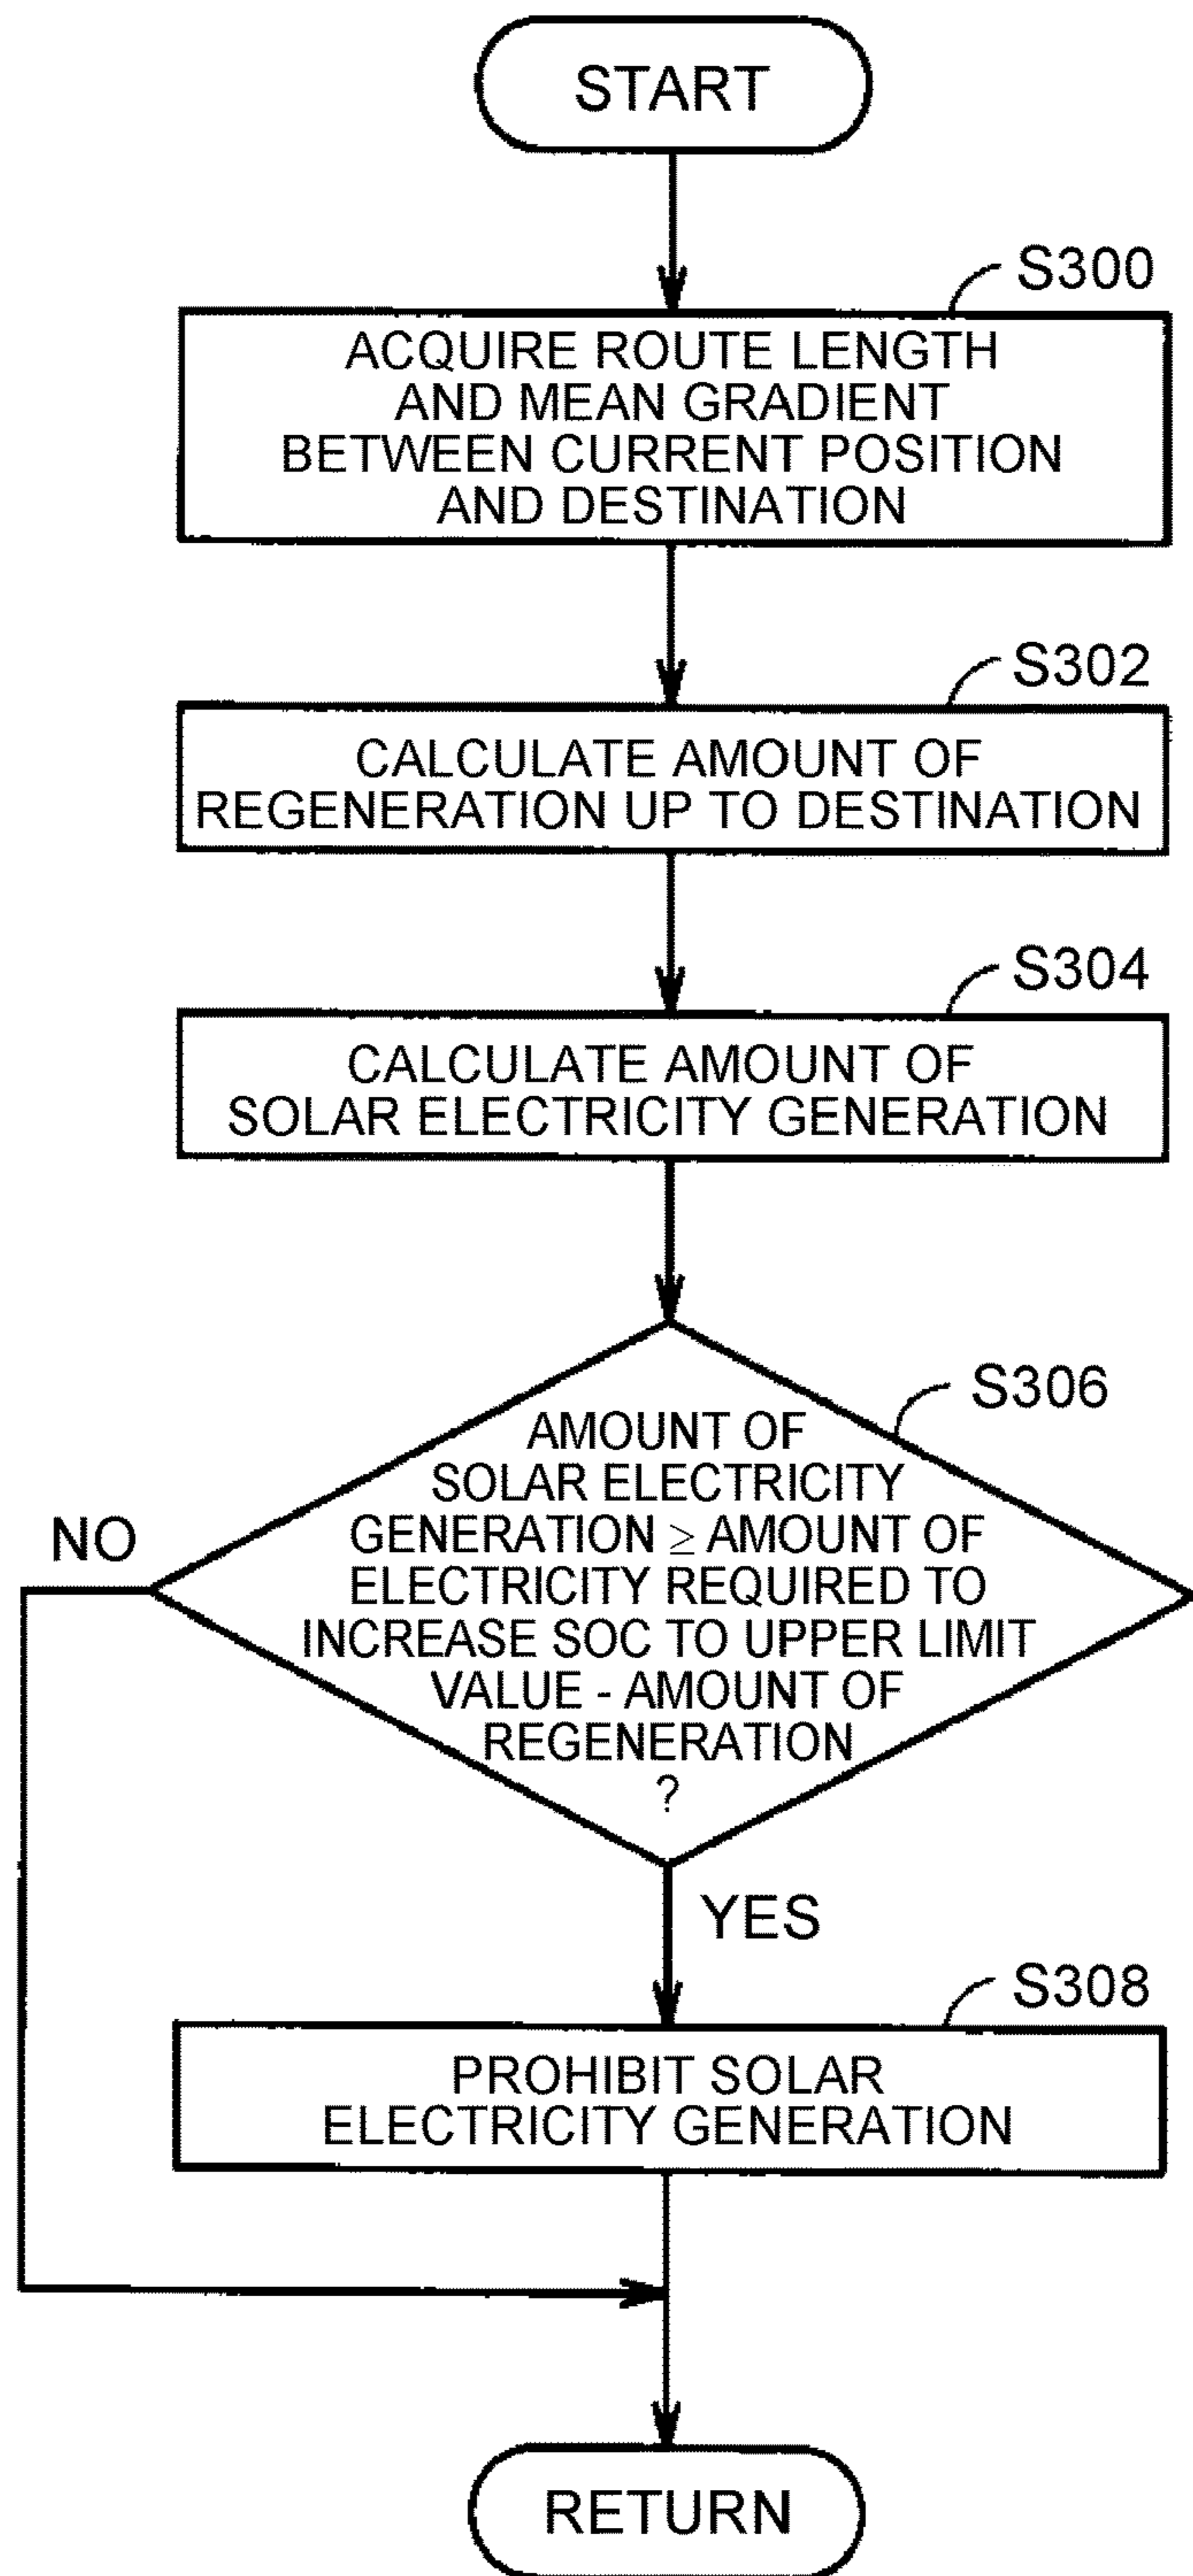 START
S300
ACQUIRE ROUTE LENGTH
AND MEAN GRADIENT
BETWEEN CURRENT POSITION
AND DESTINATION
S302
CALCULATE AMOUNT OF
REGENERATION UP TO DESTINATION
S304
CALCULATE AMOUNT OF
SOLAR ELECTRICITY GENERATION
S306
AMOUNT OF
SOLAR ELECTRICITY
GENERATION ≥ AMOUNT OF
ELECTRICITY REQUIRED TO
INCREASE SOC TO UPPER LIMIT
VALUE - AMOUNT OF
REGENERATION
?
NO
YES
S308
PROHIBIT SOLAR
ELECTRICITY GENERATION
RETURN